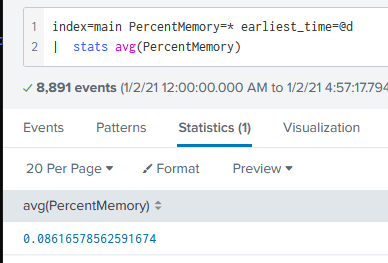 1 index=main PercentMemory=* earliest_time=@d
2 | stats avg(PercentMemory)
✓ 8,891 events (1/2/21 12:00:00.000 AM to 1/2/21 4:57:17.794
Events Patterns Statistics (1) Visualization
20 Per Page Format Preview
avg(PercentMemory)
0.08616578562591674